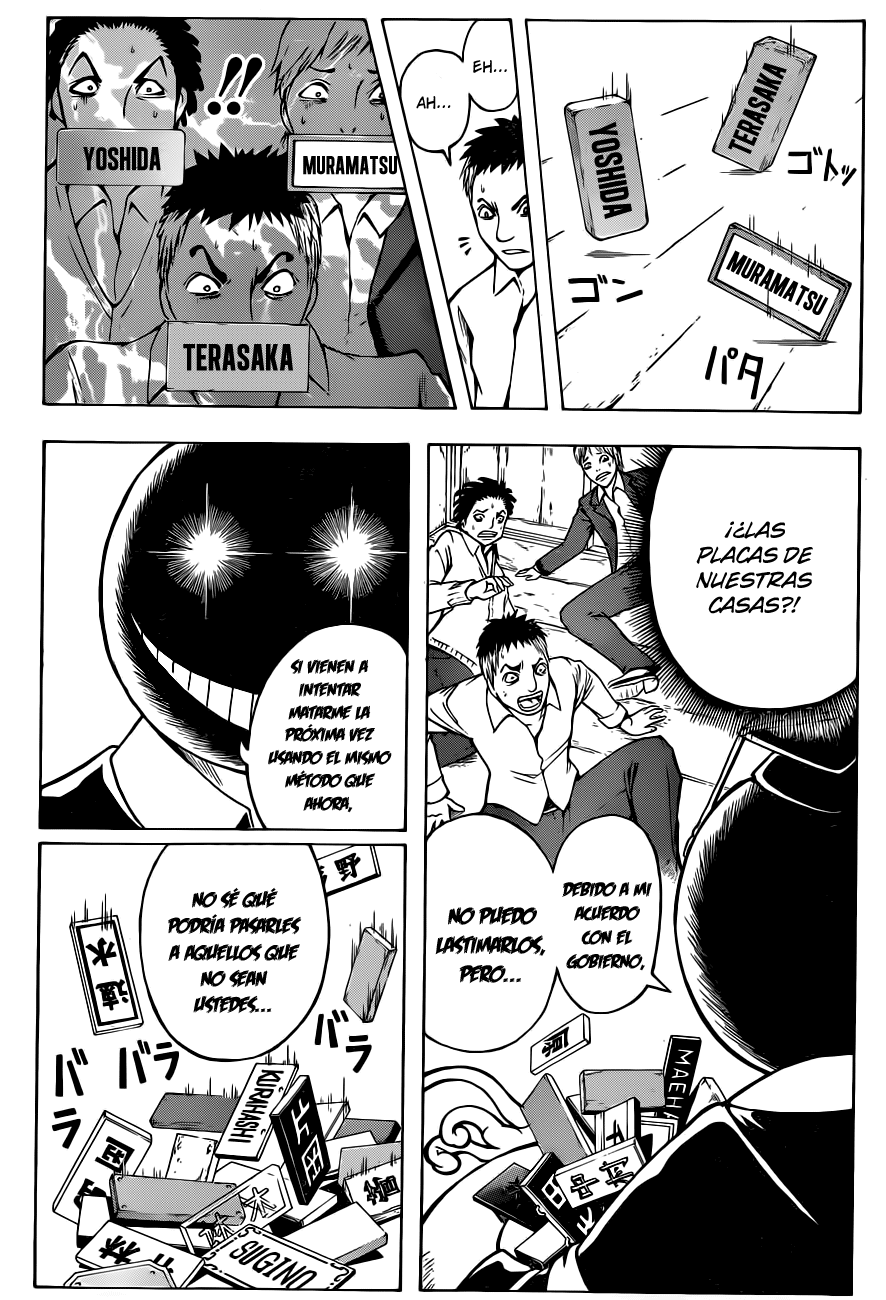 TERASAKA
YOSHIDA
MURAMATSU
ゴトッ
ゴン
パタ
EH...
AH...
!!
YOSHIDA
MURAMATSU
TERASAKA
¡¿LAS
PLACAS DE
NUESTRAS
CASAS?!
DEBIDO A MI
ACUERDO
CON EL
GOBIERNO,
NO PUEDO
LASTIMARLOS,
PERO...
MAEHA
SI VIENEN A
INTENTAR
MATARME LA
PRÓXIMA VEZ
USANDO EL MISMO
MÉTODO QUE
AHORA,
NO SÉ QUÉ
PODRÍA PASARLES
A AQUELLOS QUE
NO SEAN
USTEDES...
バラ
バラ
バラ
KURAHASHI
SUGINO